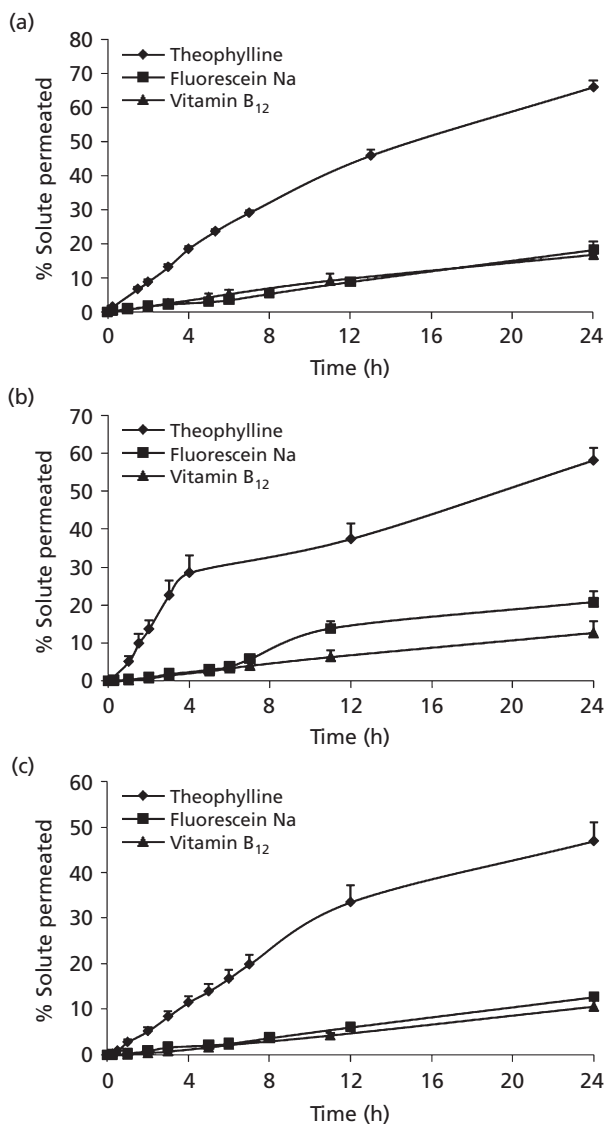 (a)
80
70
60
50
40
30
20
10
0
% Solute permeated
Theophylline
Fluorescein Na
Vitamin B₁₂
0 4 8 12 16 20 24
Time (h)
(b)
70
60
50
40
30
20
10
0
% Solute permeated
Theophylline
Fluorescein Na
Vitamin B₁₂
0 4 8 12 16 20 24
Time (h)
(c)
60
50
40
30
20
10
0
% Solute permeated
Theophylline
Fluorescein Na
Vitamin B₁₂
0 4 8 12 16 20 24
Time (h)